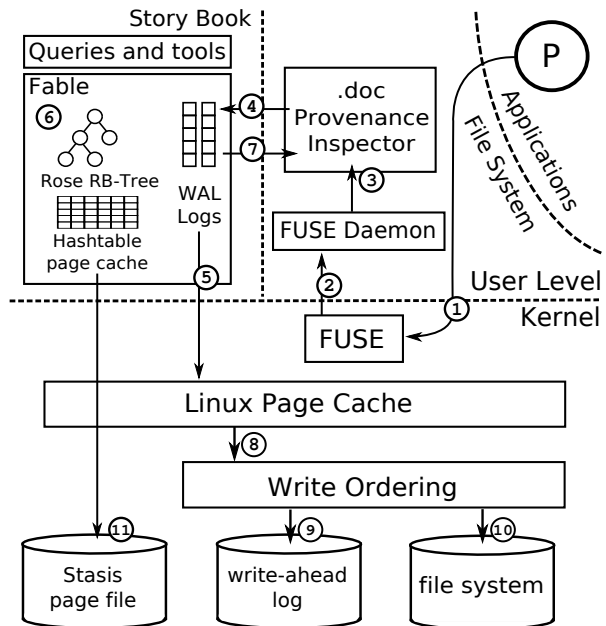 Story Book
Queries and tools
Fable
6
Rose RB-Tree
Hashtable
page cache
WAL
Logs
4
7
5
.doc
Provenance
Inspector
3
FUSE Daemon
2
P
Applications
File System
User Level
Kernel
1
FUSE
Linux Page Cache
8
Write Ordering
11
9
10
Stasis
page file
write-ahead
log
file system